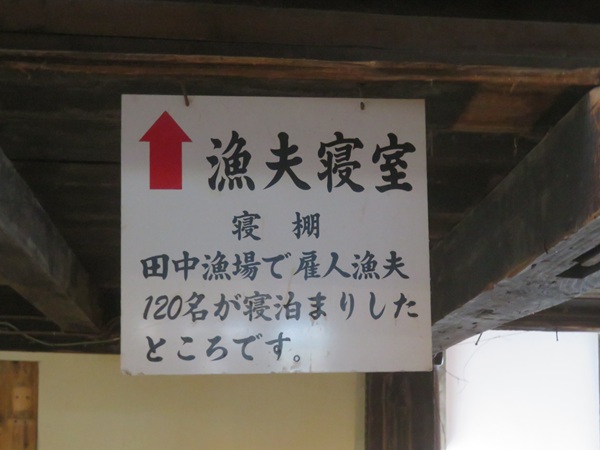 漁夫寝室
寝棚
田中漁場で雇人漁夫
120名が寝泊まりした
ところです。